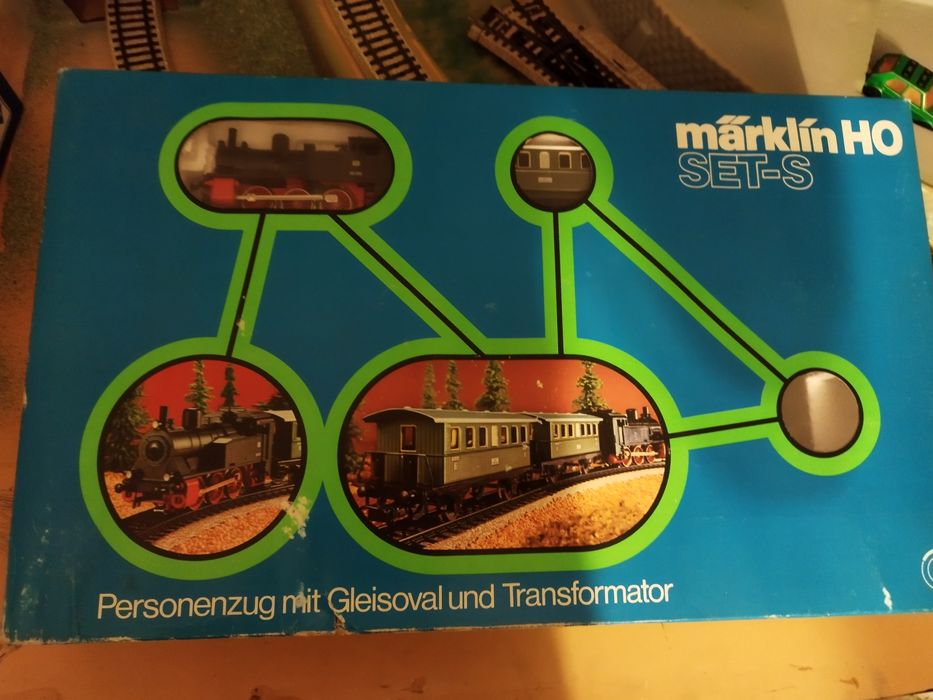 märklin HO
SET-S
Personenzug mit Gleisoval und Transformator